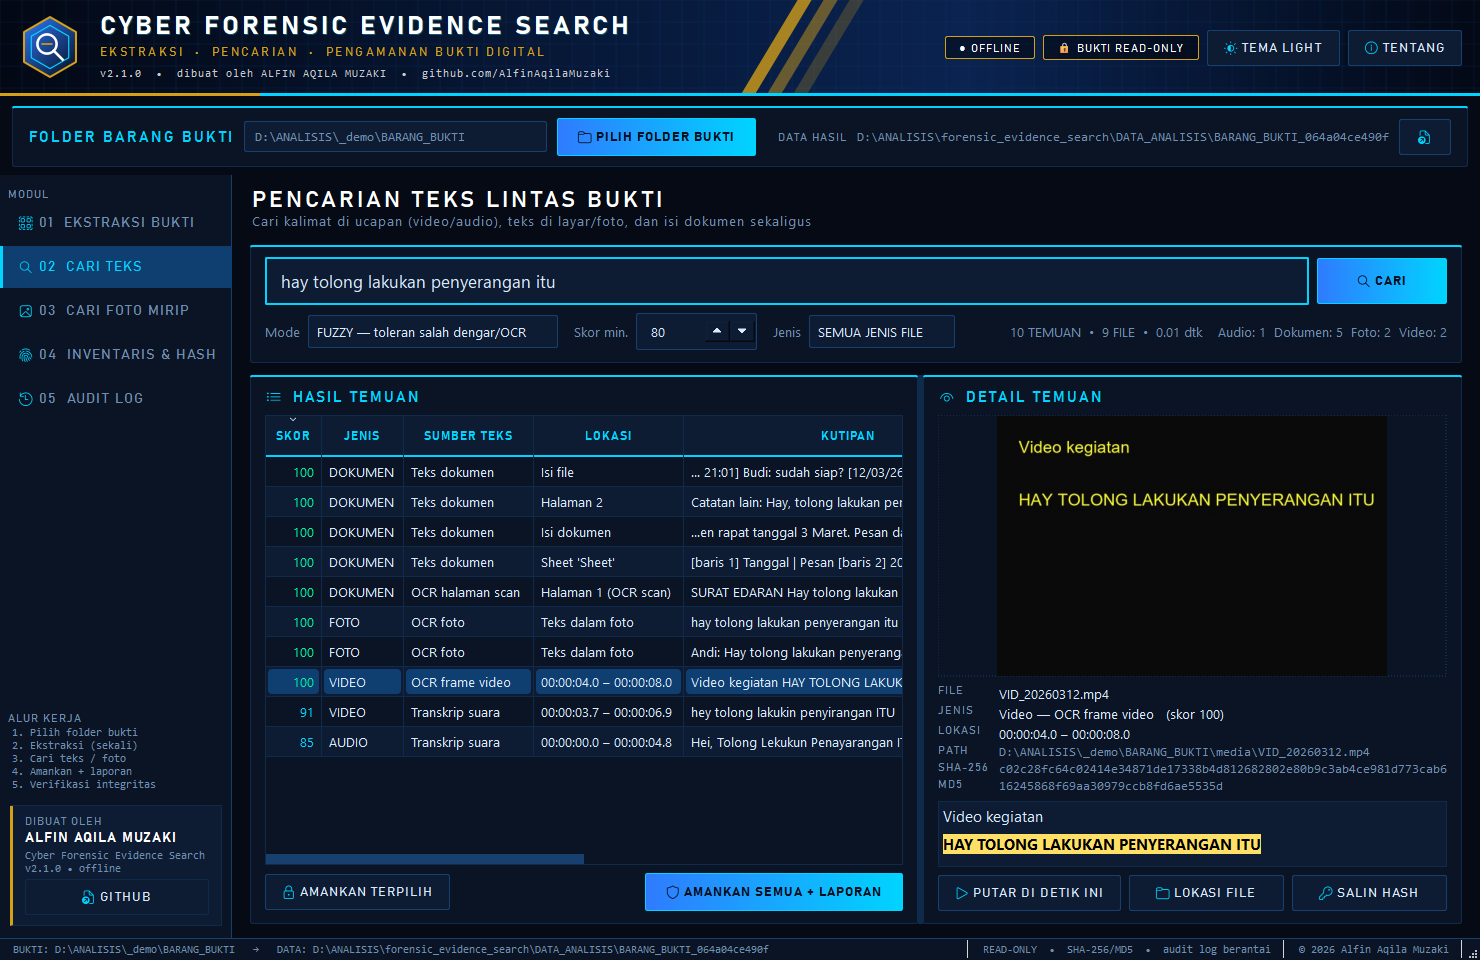 CYBER FORENSIC EVIDENCE SEARCH
EKSTRAKSI • PENCARIAN • PENGAMANAN BUKTI DIGITAL
v2.1.0 • dibuat oleh ALFIN AQILA MUZAKI • github.com/AlfinAqilaMuzaki
● OFFLINE
BUKTI READ-ONLY
TEMA LIGHT
TENTANG
FOLDER BARANG BUKTI
D:\ANALISIS\_demo\BARANG_BUKTI
PILIH FOLDER BUKTI
DATA HASIL D:\ANALISIS\forensic_evidence_search\DATA_ANALISIS\BARANG_BUKTI_064a04ce490f
MODUL
01 EKSTRAKSI BUKTI
02 CARI TEKS
03 CARI FOTO MIRIP
04 INVENTARIS & HASH
05 AUDIT LOG
ALUR KERJA
1. Pilih folder bukti
2. Ekstraksi (sekali)
3. Cari teks / foto
4. Amankan + laporan
5. Verifikasi integritas
DIBUAT OLEH
ALFIN AQILA MUZAKI
Cyber Forensic Evidence Search
v2.1.0 • offline
GITHUB
PENCARIAN TEKS LINTAS BUKTI
Cari kalimat di ucapan (video/audio), teks di layar/foto, dan isi dokumen sekaligus
hay tolong lakukan penyerangan itu
CARI
Mode FUZZY — toleran salah dengar/OCR Skor min. 80 Jenis SEMUA JENIS FILE 10 TEMUAN • 9 FILE • 0.01 dtk Audio: 1 Dokumen: 5 Foto: 2 Video: 2
HASIL TEMUAN
SKOR JENIS SUMBER TEKS LOKASI KUTIPAN
100 DOKUMEN Teks dokumen Isi file ... 21:01] Budi: sudah siap? [12/03/26
100 DOKUMEN Teks dokumen Halaman 2 Catatan lain: Hay, tolong lakukan per
100 DOKUMEN Teks dokumen Isi dokumen ...en rapat tanggal 3 Maret. Pesan da
100 DOKUMEN Teks dokumen Sheet 'Sheet' [baris 1] Tanggal | Pesan [baris 2] 20
100 DOKUMEN OCR halaman scan Halaman 1 (OCR scan) SURAT EDARAN Hay tolong lakukan
100 FOTO OCR foto Teks dalam foto hay tolong lakukan penyerangan itu
100 FOTO OCR foto Teks dalam foto Andi: Hay tolong lakukan penyerang
100 VIDEO OCR frame video 00:00:04.0 – 00:00:08.0 Video kegiatan HAY TOLONG LAKUK
91 VIDEO Transkrip suara 00:00:03.7 – 00:00:06.9 hey tolong lakukin penyirangan ITU
85 AUDIO Transkrip suara 00:00:00.0 – 00:00:04.8 Hei, Tolong Lekukun Penayarangan I
AMANKAN TERPILIH
AMANKAN SEMUA + LAPORAN
DETAIL TEMUAN
Video kegiatan
HAY TOLONG LAKUKAN PENYERANGAN ITU
FILE VID_20260312.mp4
JENIS Video — OCR frame video (skor 100)
LOKASI 00:00:04.0 – 00:00:08.0
PATH D:\ANALISIS\_demo\BARANG_BUKTI\media\VID_20260312.mp4
SHA-256 c02c28fc64c02414e34871de17338b4d812682802e80b9c3ab4ce981d773cab6
MD5 16245868f69aa30979ccb8fd6ae5535d
Video kegiatan
HAY TOLONG LAKUKAN PENYERANGAN ITU
PUTAR DI DETIK INI
LOKASI FILE
SALIN HASH
BUKTI: D:\ANALISIS\_demo\BARANG_BUKTI → DATA: D:\ANALISIS\forensic_evidence_search\DATA_ANALISIS\BARANG_BUKTI_064a04ce490f
READ-ONLY • SHA-256/MD5 • audit log berantai
© 2026 Alfin Aqila Muzaki